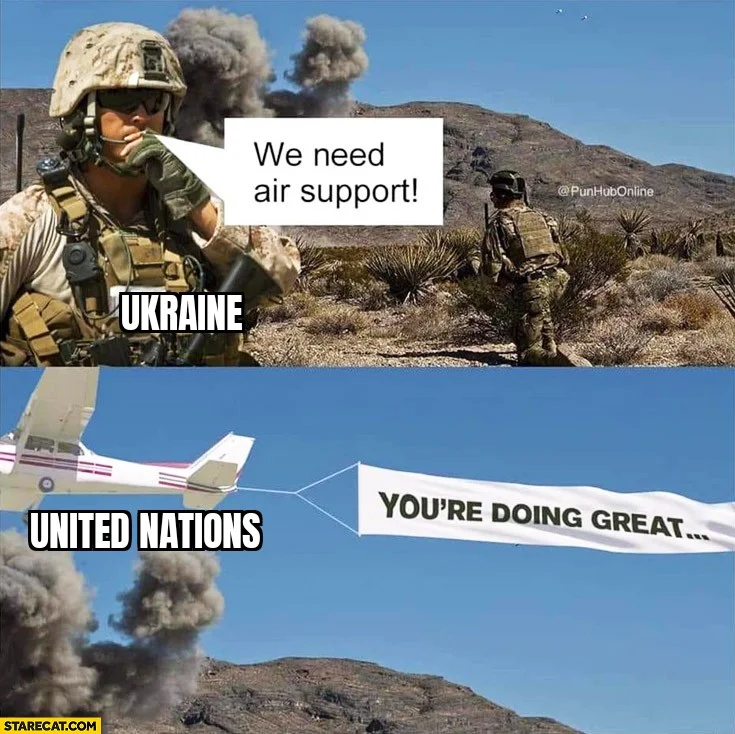 We need
air support!
@PunHubOnline
UKRAINE
UNITED NATIONS
YOU'RE DOING GREAT...
STARECAT.COM